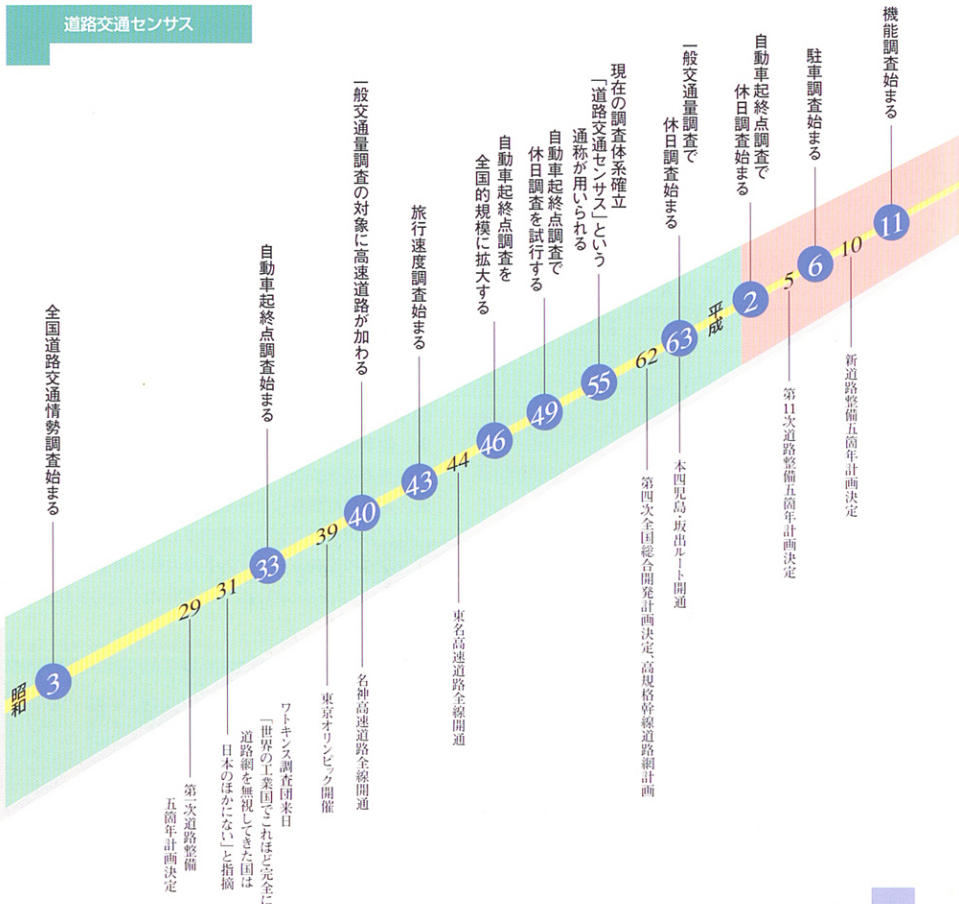 道路交通センサス
昭和
3
全国道路交通情勢調査始まる
29
第一次道路整備
五箇年計画決定
31
ワトキンス調査団来日
「世界の工業国でこれほど完全に
道路網を無視してきた国は
日本のほかにない」と指摘
33
自動車起終点調査始まる
39
東京オリンピック開催
40
一般交通量調査の対象に高速道路が加わる
名神高速道路全線開通
43
旅行速度調査始まる
44
東名高速道路全線開通
46
自動車起終点調査を
全国的規模に拡大する
49
自動車起終点調査で
休日調査を試行する
55
現在の調査体系確立
「道路交通センサス」という
通称が用いられる
62
第四次全国総合開発計画決定、高規格幹線道路網計画
63
一般交通量調査で
休日調査始まる
本四児島・坂出ルート開通
平成
2
自動車起終点調査で
休日調査始まる
5
第11次道路整備五箇年計画決定
6
駐車調査始まる
10
新道路整備五箇年計画決定
11
機能調査始まる